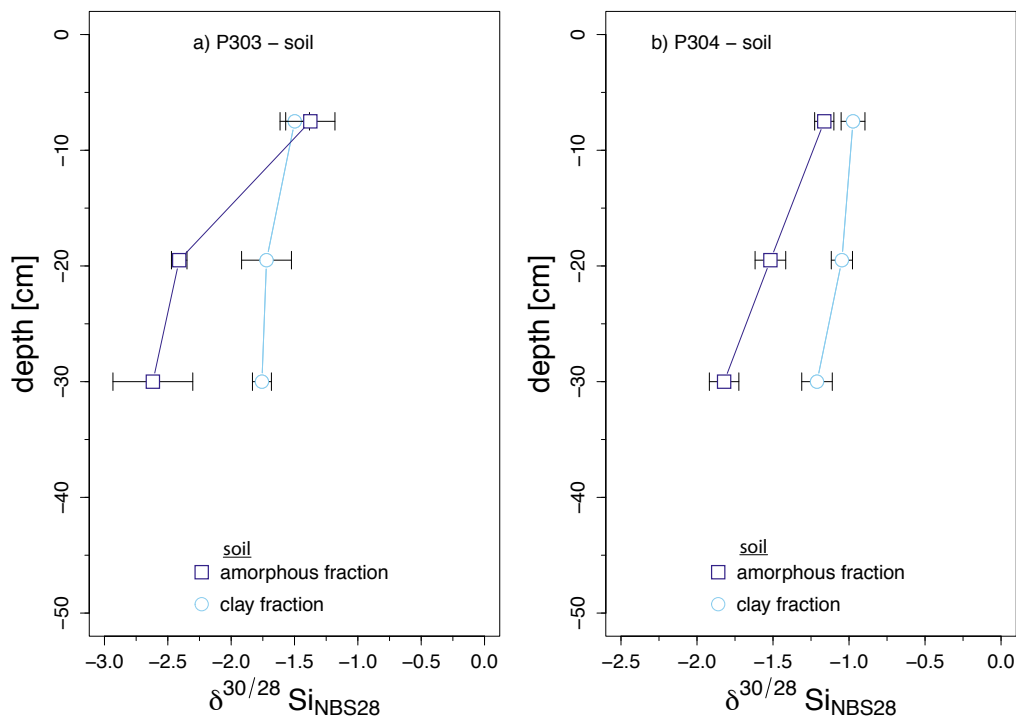 a) P303 – soil
0
−10
−20
−30
−40
−50
depth [cm]
soil
amorphous fraction
clay fraction
−3.0 −2.5 −2.0 −1.5 −1.0 −0.5 0.0
δ³⁰/²⁸ Si_NBS28
b) P304 – soil
0
−10
−20
−30
−40
−50
depth [cm]
soil
amorphous fraction
clay fraction
−2.5 −2.0 −1.5 −1.0 −0.5 0.0
δ³⁰/²⁸ Si_NBS28